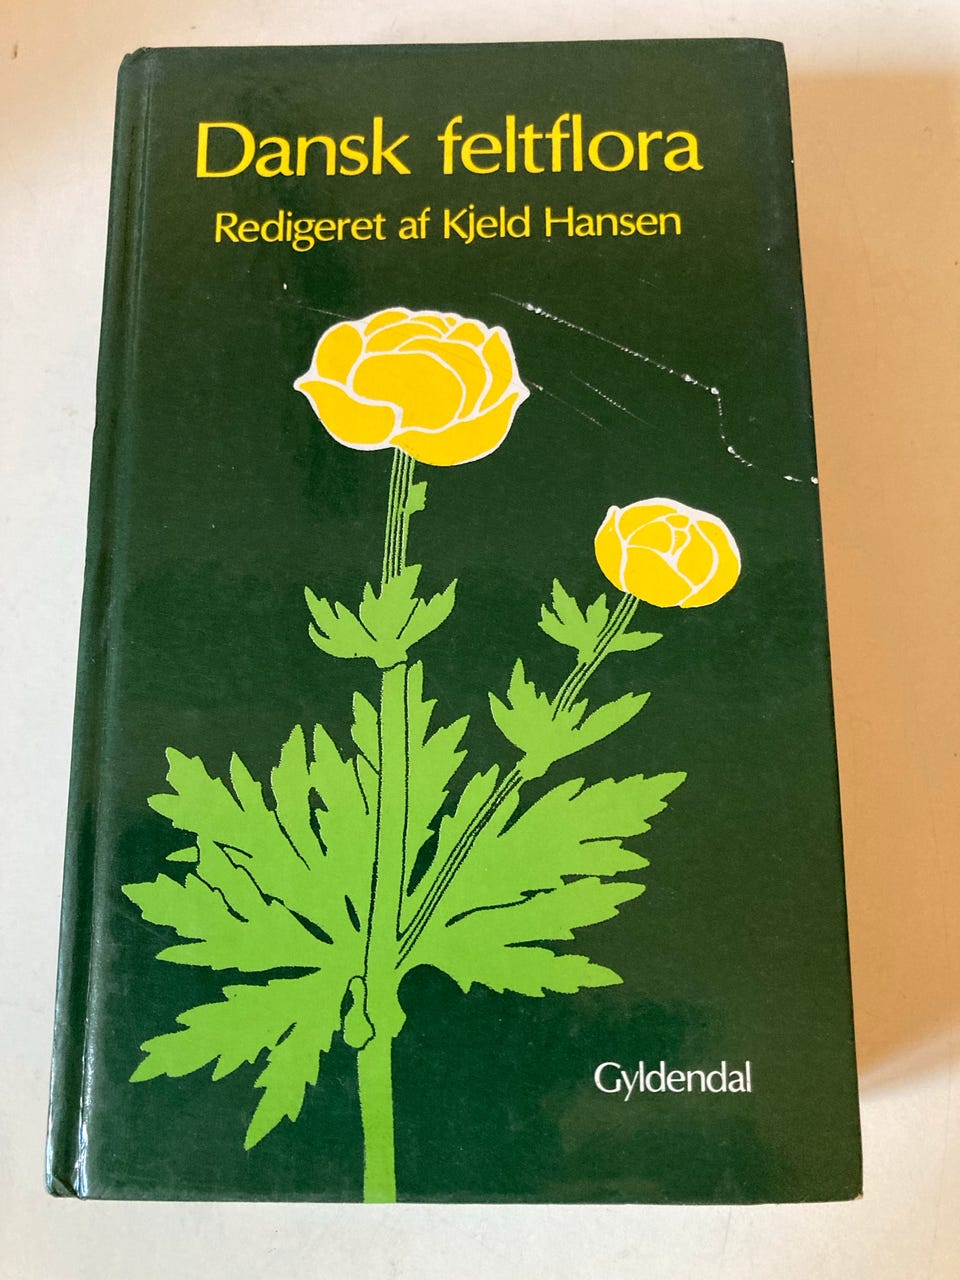 Dansk feltflora
Redigeret af Kjeld Hansen
Gyldendal